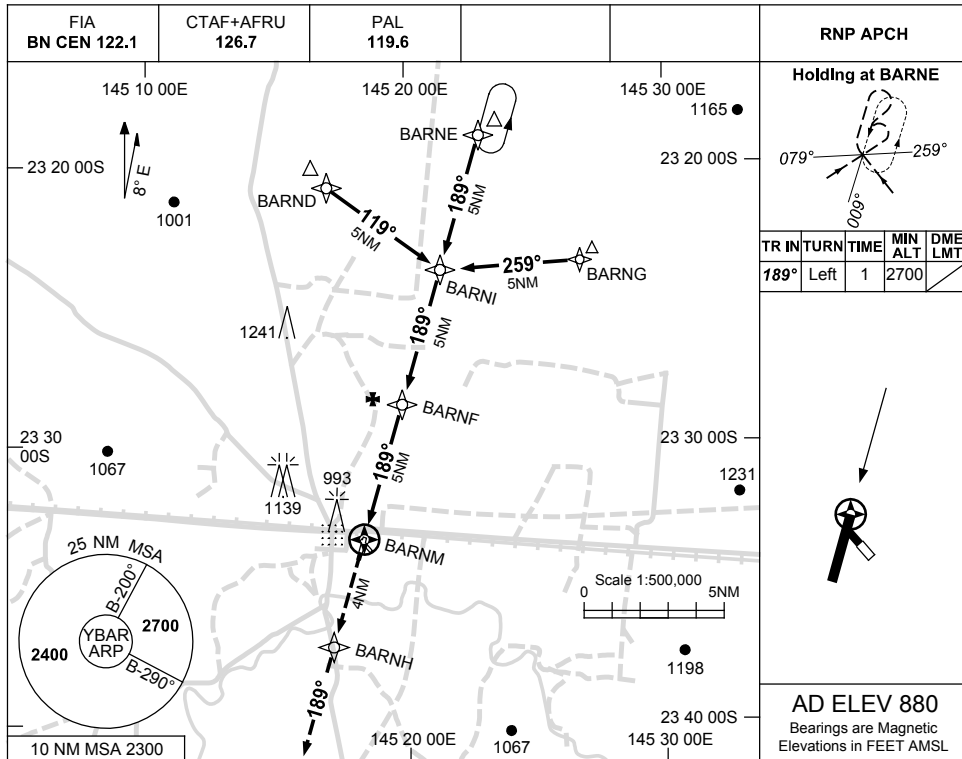 FIA
BN CEN 122.1
CTAF+AFRU
126.7
PAL
119.6
RNP APCH
145 10 00E
145 20 00E
145 30 00E
1165
BARNE
23 20 00S
23 20 00S
8° E
1001
BARND
119°
5NM
189°
5NM
259°
5NM
BARNG
BARNI
1241
189°
5NM
BARNF
23 30
00S
23 30 00S
1067
1139
993
189°
5NM
1231
BARNM
25 NM MSA
B-200°
2700
2400
YBAR
ARP
B-290°
4NM
Scale 1:500,000
0
5NM
BARNH
1198
189°
23 40 00S
1067
10 NM MSA 2300
145 20 00E
145 30 00E
Holding at BARNE
079°
259°
009°
TR IN TURN TIME MIN ALT DME LMT
189° Left 1 2700
AD ELEV 880
Bearings are Magnetic
Elevations in FEET AMSL